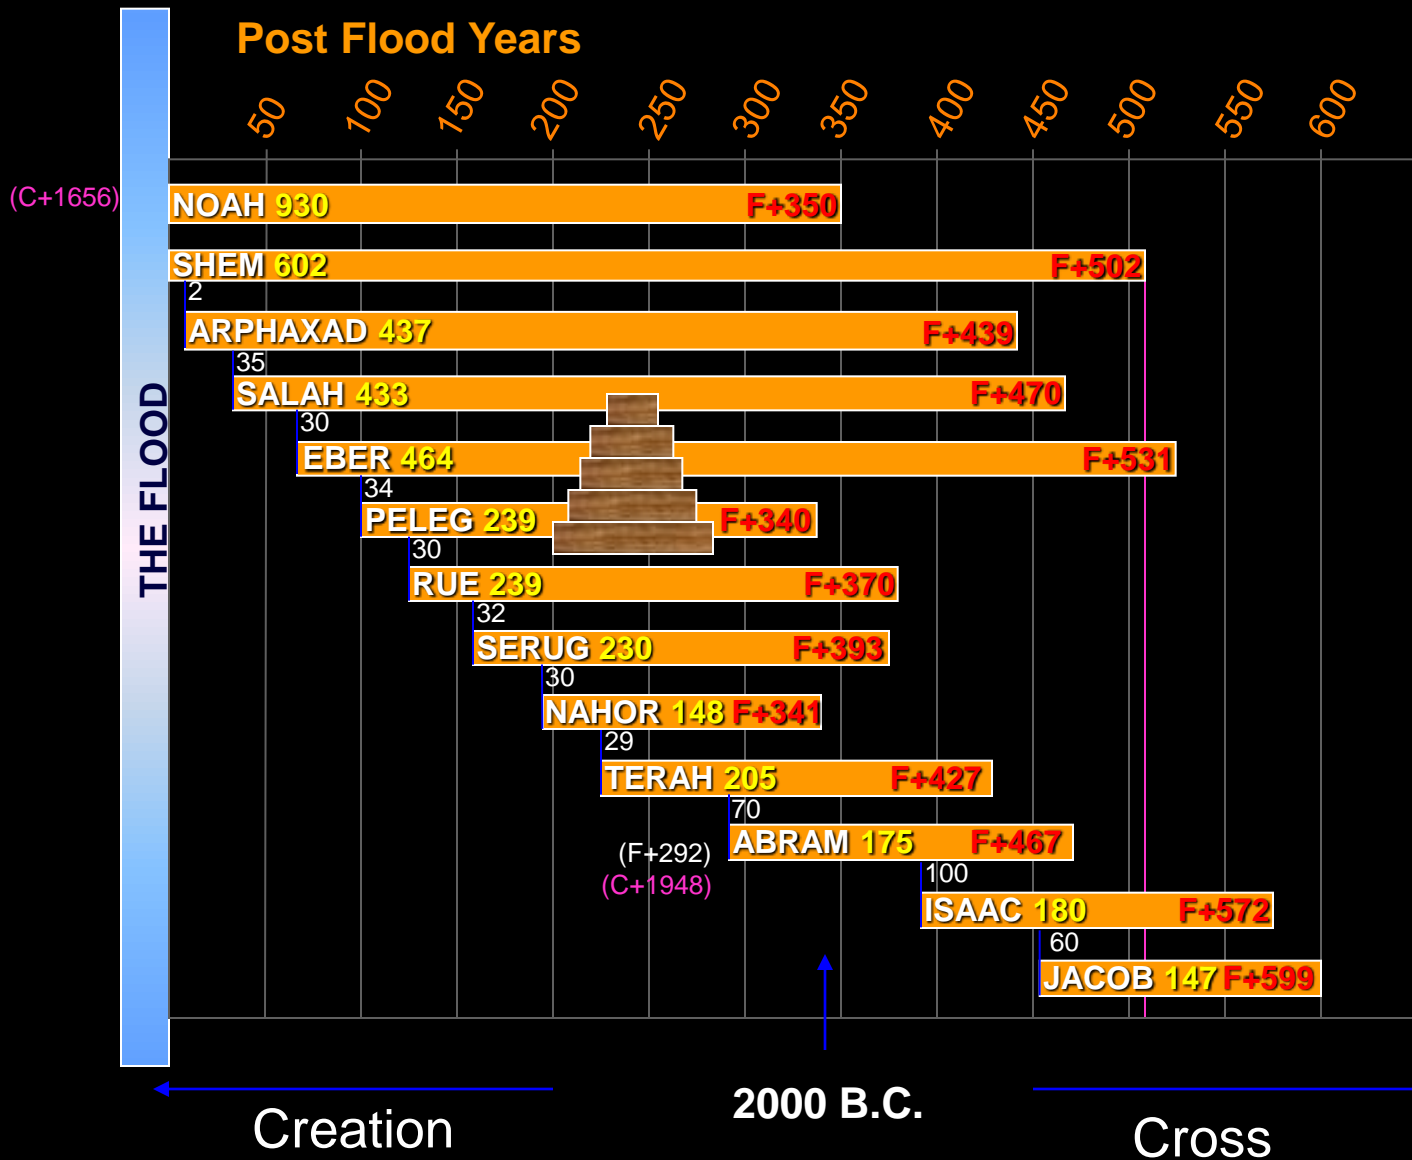 Post Flood Years
50 100 150 200 250 300 350 400 450 500 550 600
(C+1656)
THE FLOOD
NOAH 930 F+350
SHEM 602 F+502
2
ARPHAXAD 437 F+439
35
SALAH 433 F+470
30
EBER 464 F+531
34
PELEG 239 F+340
30
RUE 239 F+370
32
SERUG 230 F+393
30
NAHOR 148 F+341
29
TERAH 205 F+427
70
ABRAM 175 F+467
(F+292)
(C+1948)
100
ISAAC 180 F+572
60
JACOB 147 F+599
2000 B.C.
Creation
Cross